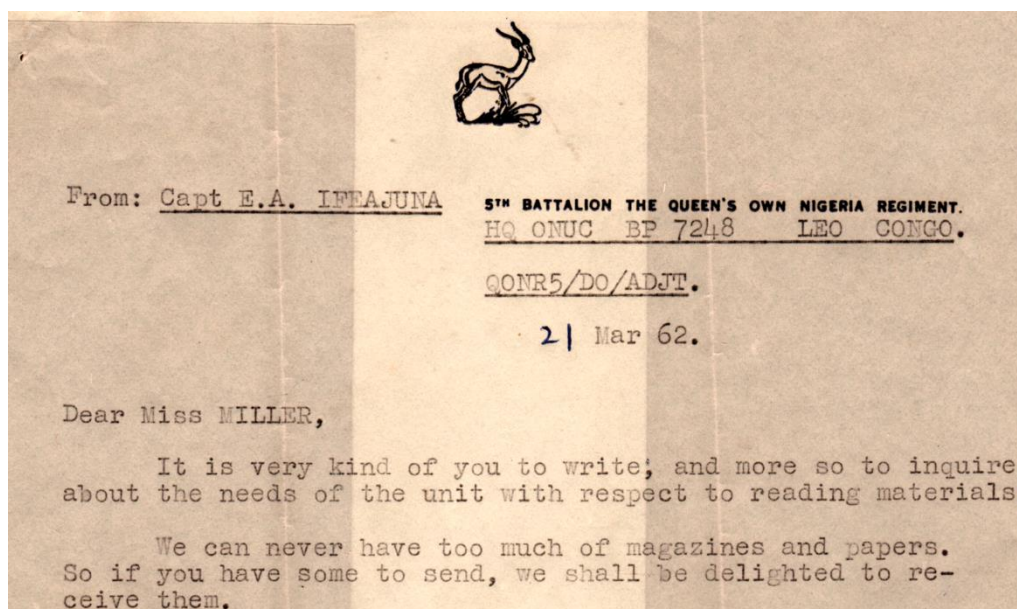 From: Capt E.A. IFEAJUNA
5TH BATTALION THE QUEEN'S OWN NIGERIA REGIMENT.
HQ ONUC BP 7248 LEO CONGO.
QONR5/DO/ADJT.
21 Mar 62.
Dear Miss MILLER,
It is very kind of you to write; and more so to inquire
about the needs of the unit with respect to reading materials
We can never have too much of magazines and papers.
So if you have some to send, we shall be delighted to re-
ceive them.